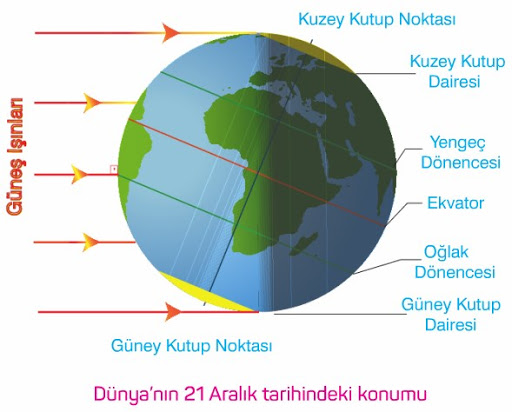 Kuzey Kutup Noktası
Kuzey Kutup
Dairesi
Güneş Işınları
Yengeç
Dönencesi
Ekvator
Oğlak
Dönencesi
Güney Kutup
Dairesi
Güney Kutup Noktası
Dünya'nın 21 Aralık tarihindeki konumu